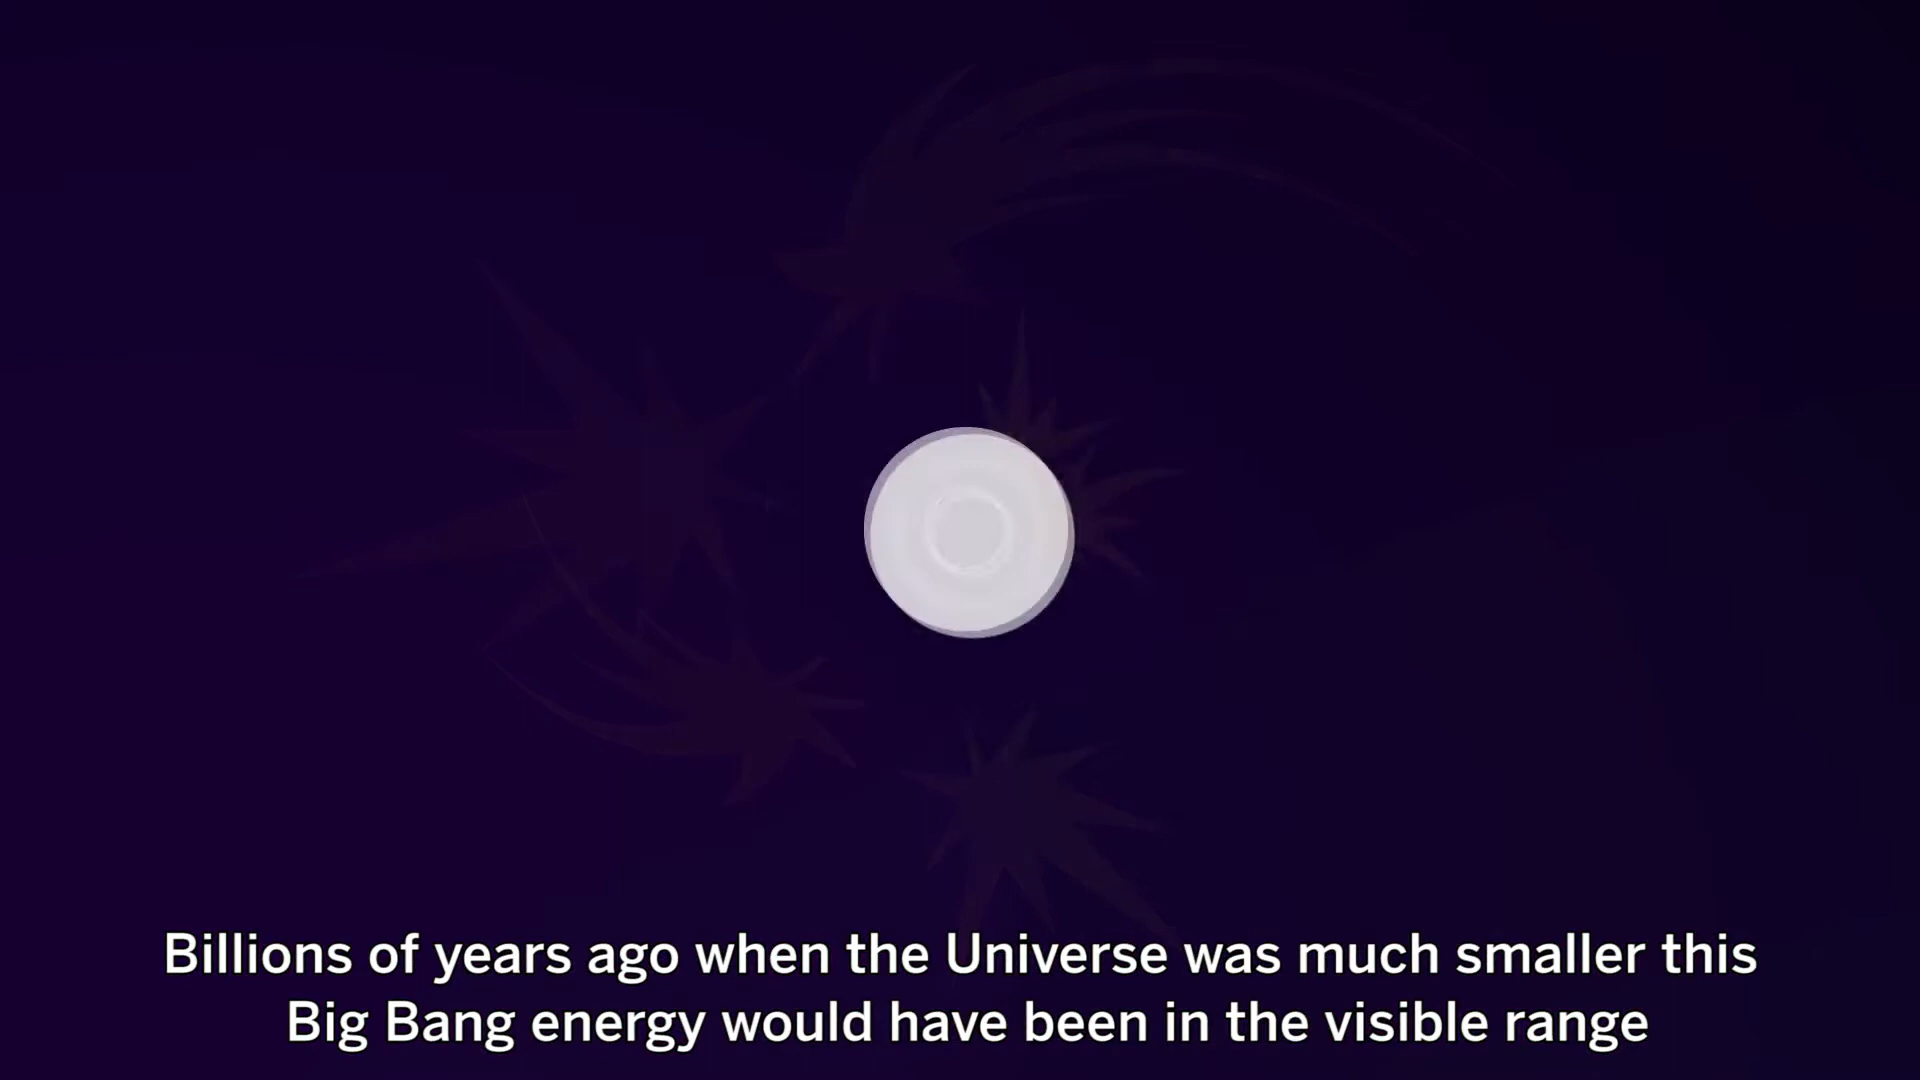 Billions of years ago when the Universe was much smaller this
Big Bang energy would have been in the visible range